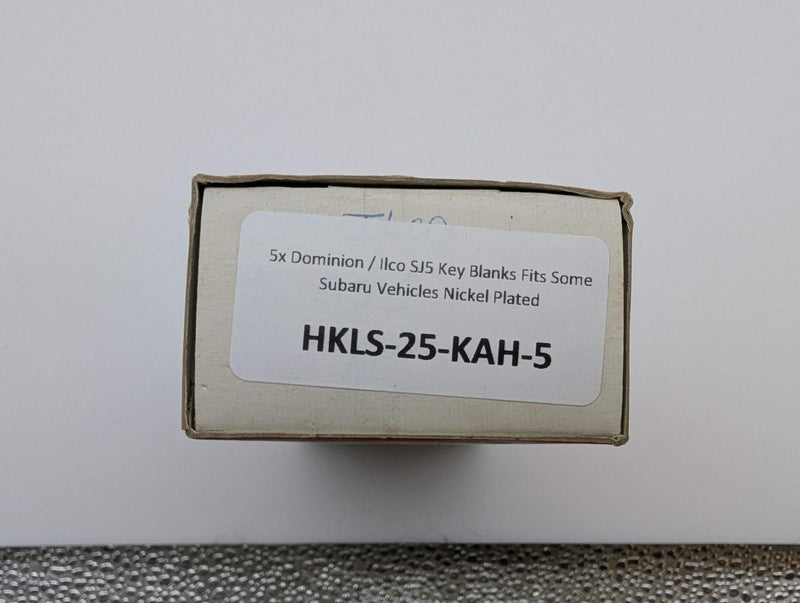 5x Dominion / Ilco SJ5 Key Blanks Fits Some
Subaru Vehicles Nickel Plated
HKLS-25-KAH-5